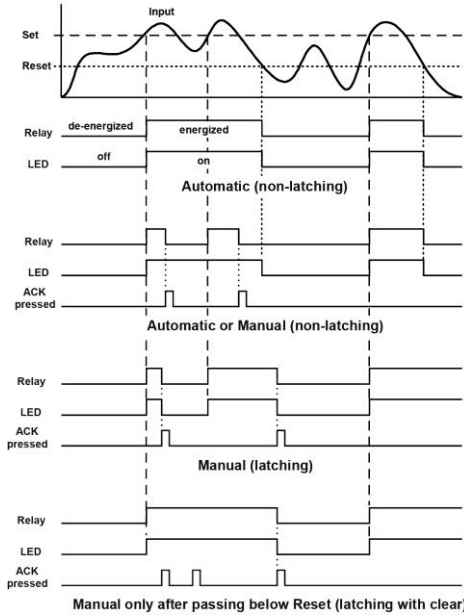 Input
Set
Reset
de-energized energized
Relay
off on
LED
Automatic (non-latching)
Relay
LED
ACK
pressed
Automatic or Manual (non-latching)
Relay
LED
ACK
pressed
Manual (latching)
Relay
LED
ACK
pressed
Manual only after passing below Reset (latching with clear)